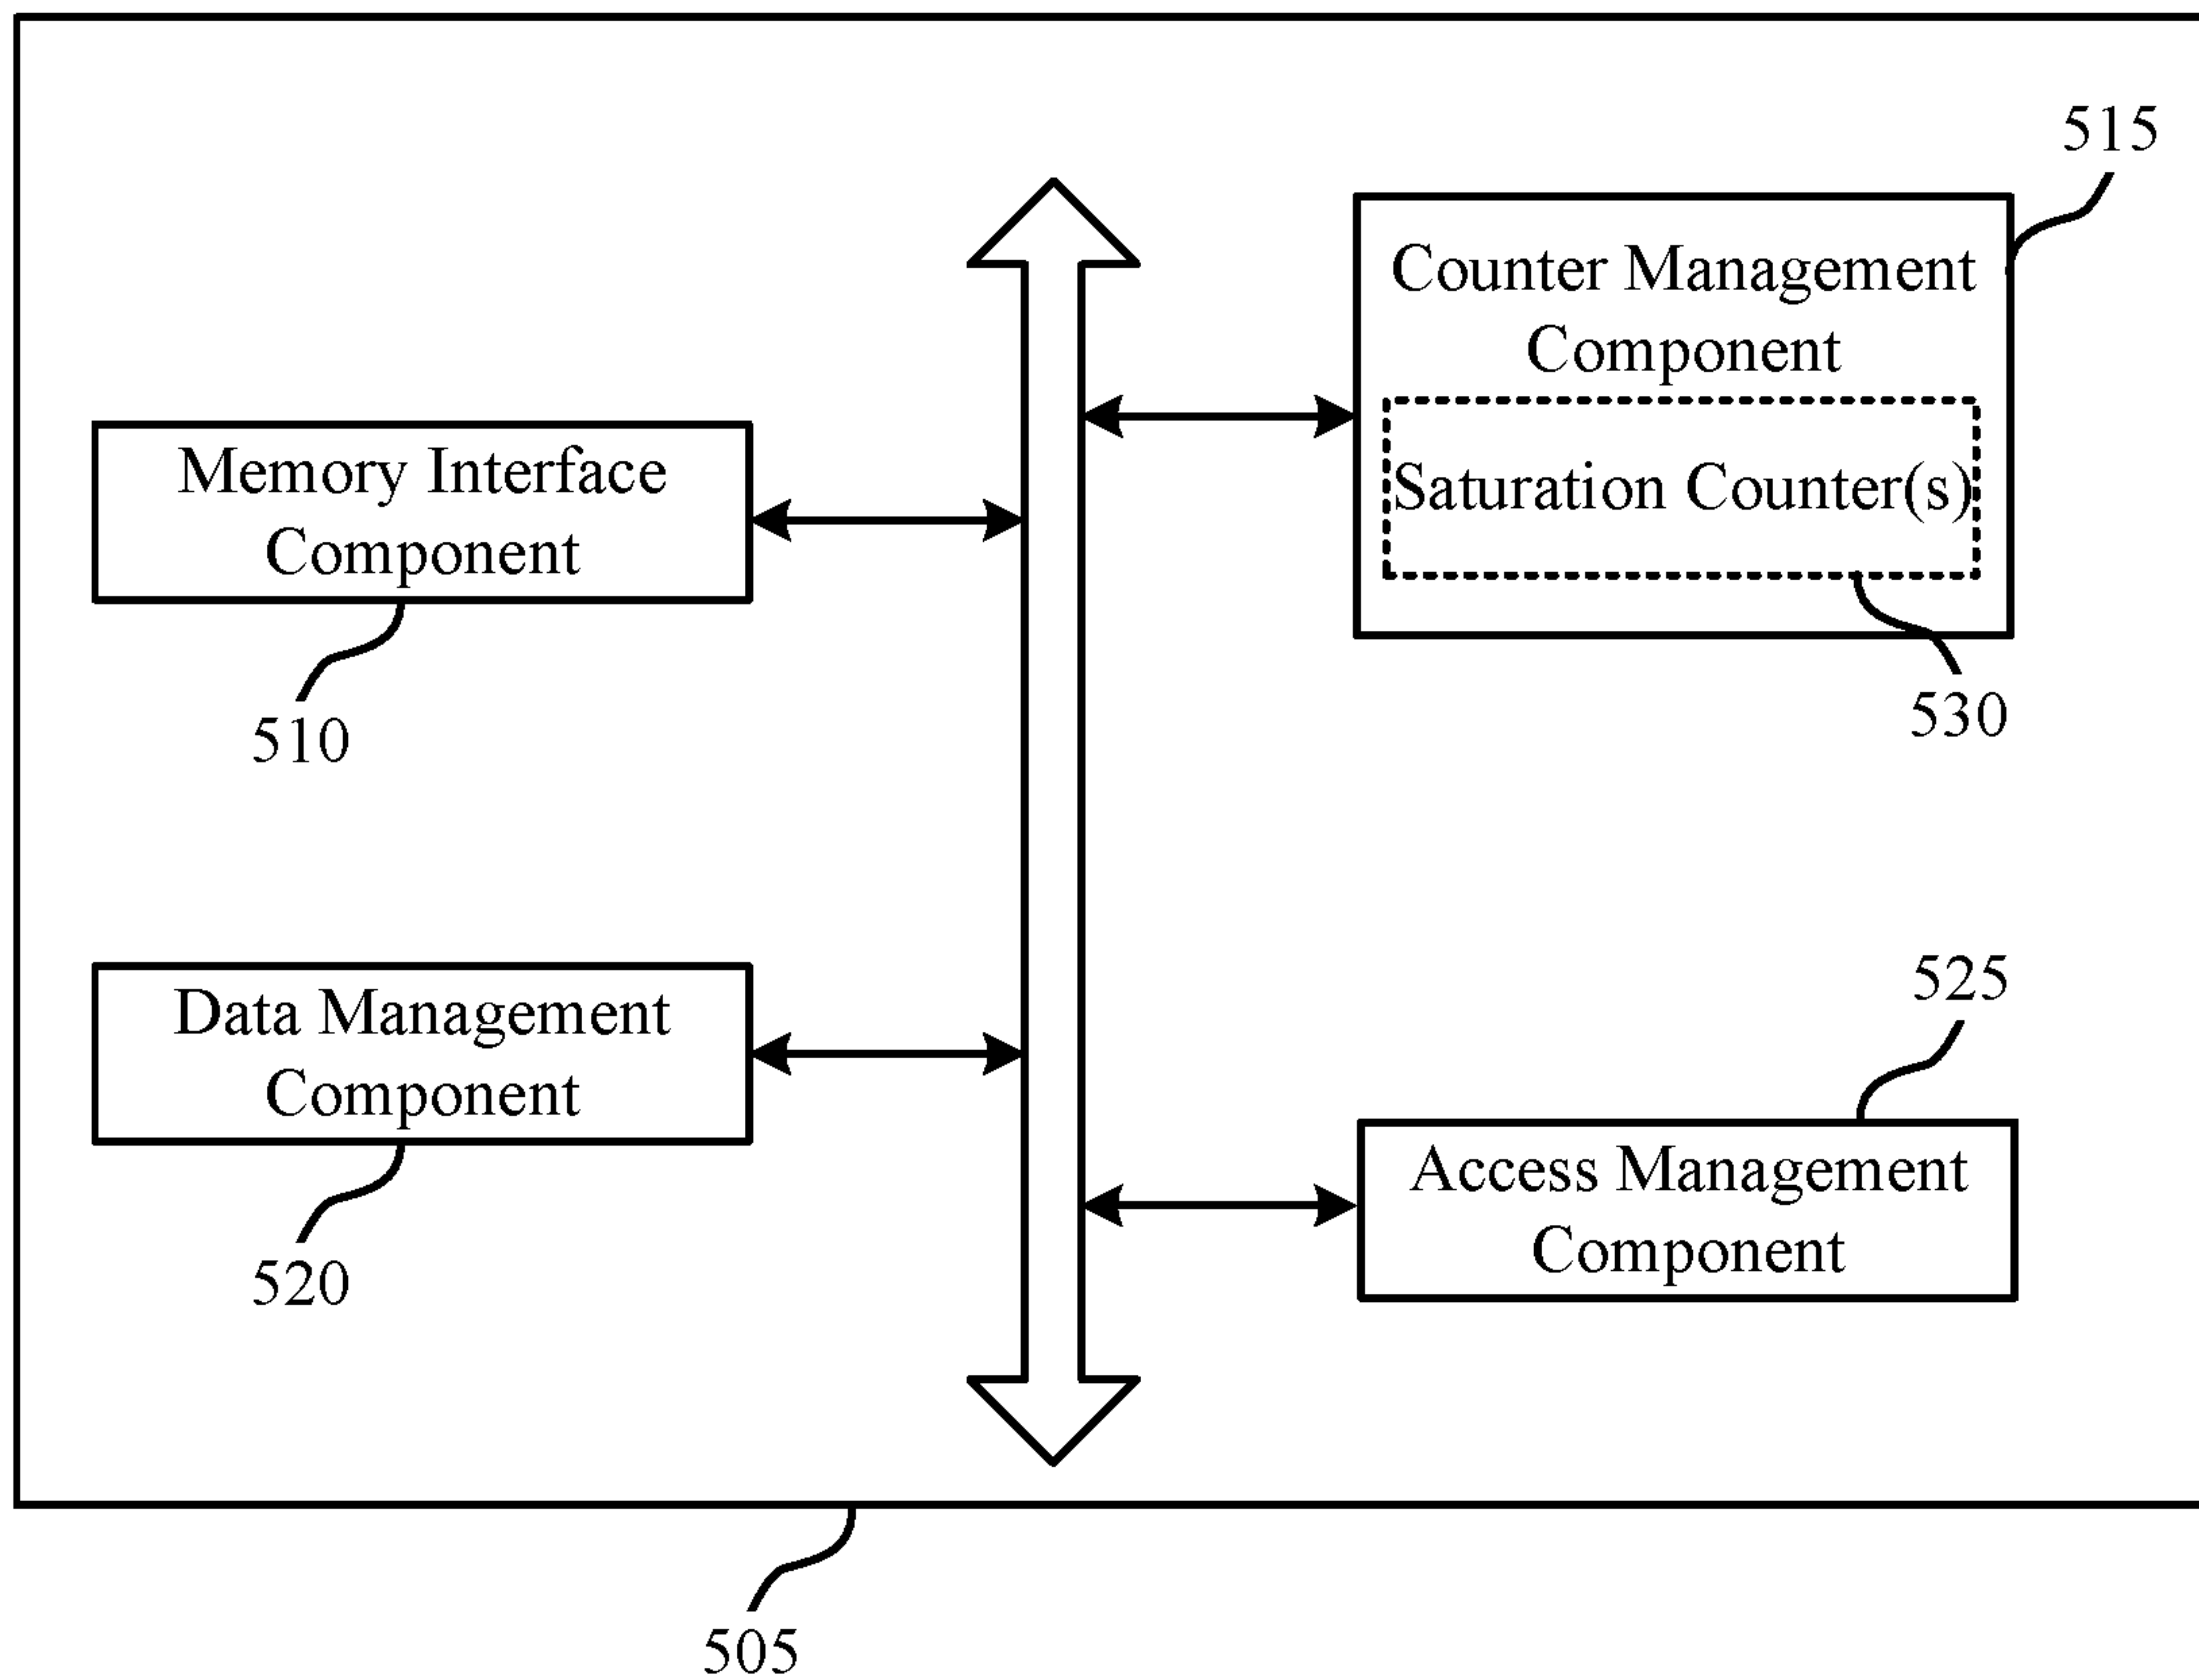 515
Counter Management
Component
Saturation Counter(s)
530
Memory Interface
Component
510
Data Management
Component
520
525
Access Management
Component
505